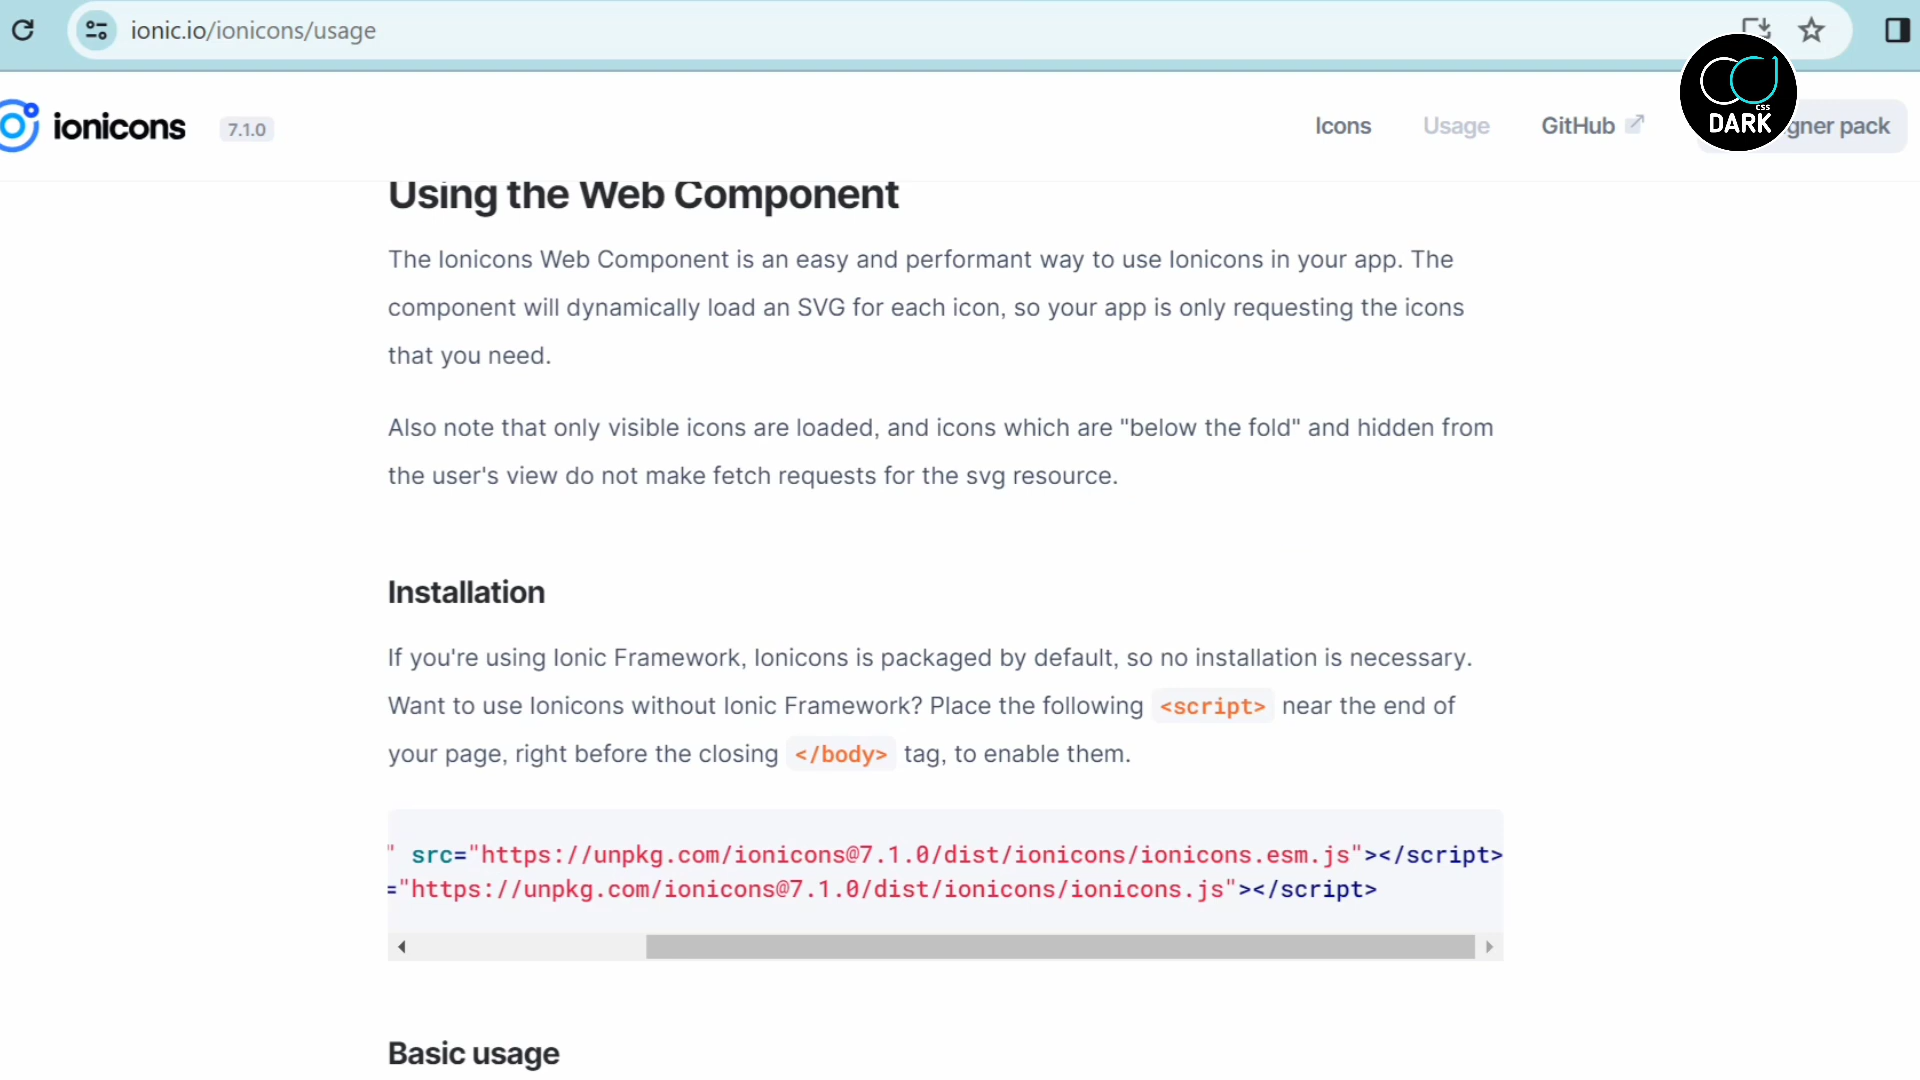 ionic.io/ionicons/usage
ionicons 7.1.0 Icons Usage GitHub gner pack
CSS
DARK
Using the Web Component
The Ionicons Web Component is an easy and performant way to use Ionicons in your app. The
component will dynamically load an SVG for each icon, so your app is only requesting the icons
that you need.
Also note that only visible icons are loaded, and icons which are "below the fold" and hidden from
the user's view do not make fetch requests for the svg resource.
Installation
If you're using Ionic Framework, Ionicons is packaged by default, so no installation is necessary.
Want to use Ionicons without Ionic Framework? Place the following <script> near the end of
your page, right before the closing </body> tag, to enable them.
" src="https://unpkg.com/ionicons@7.1.0/dist/ionicons/ionicons.esm.js"></script>
="https://unpkg.com/ionicons@7.1.0/dist/ionicons/ionicons.js"></script>
Basic usage